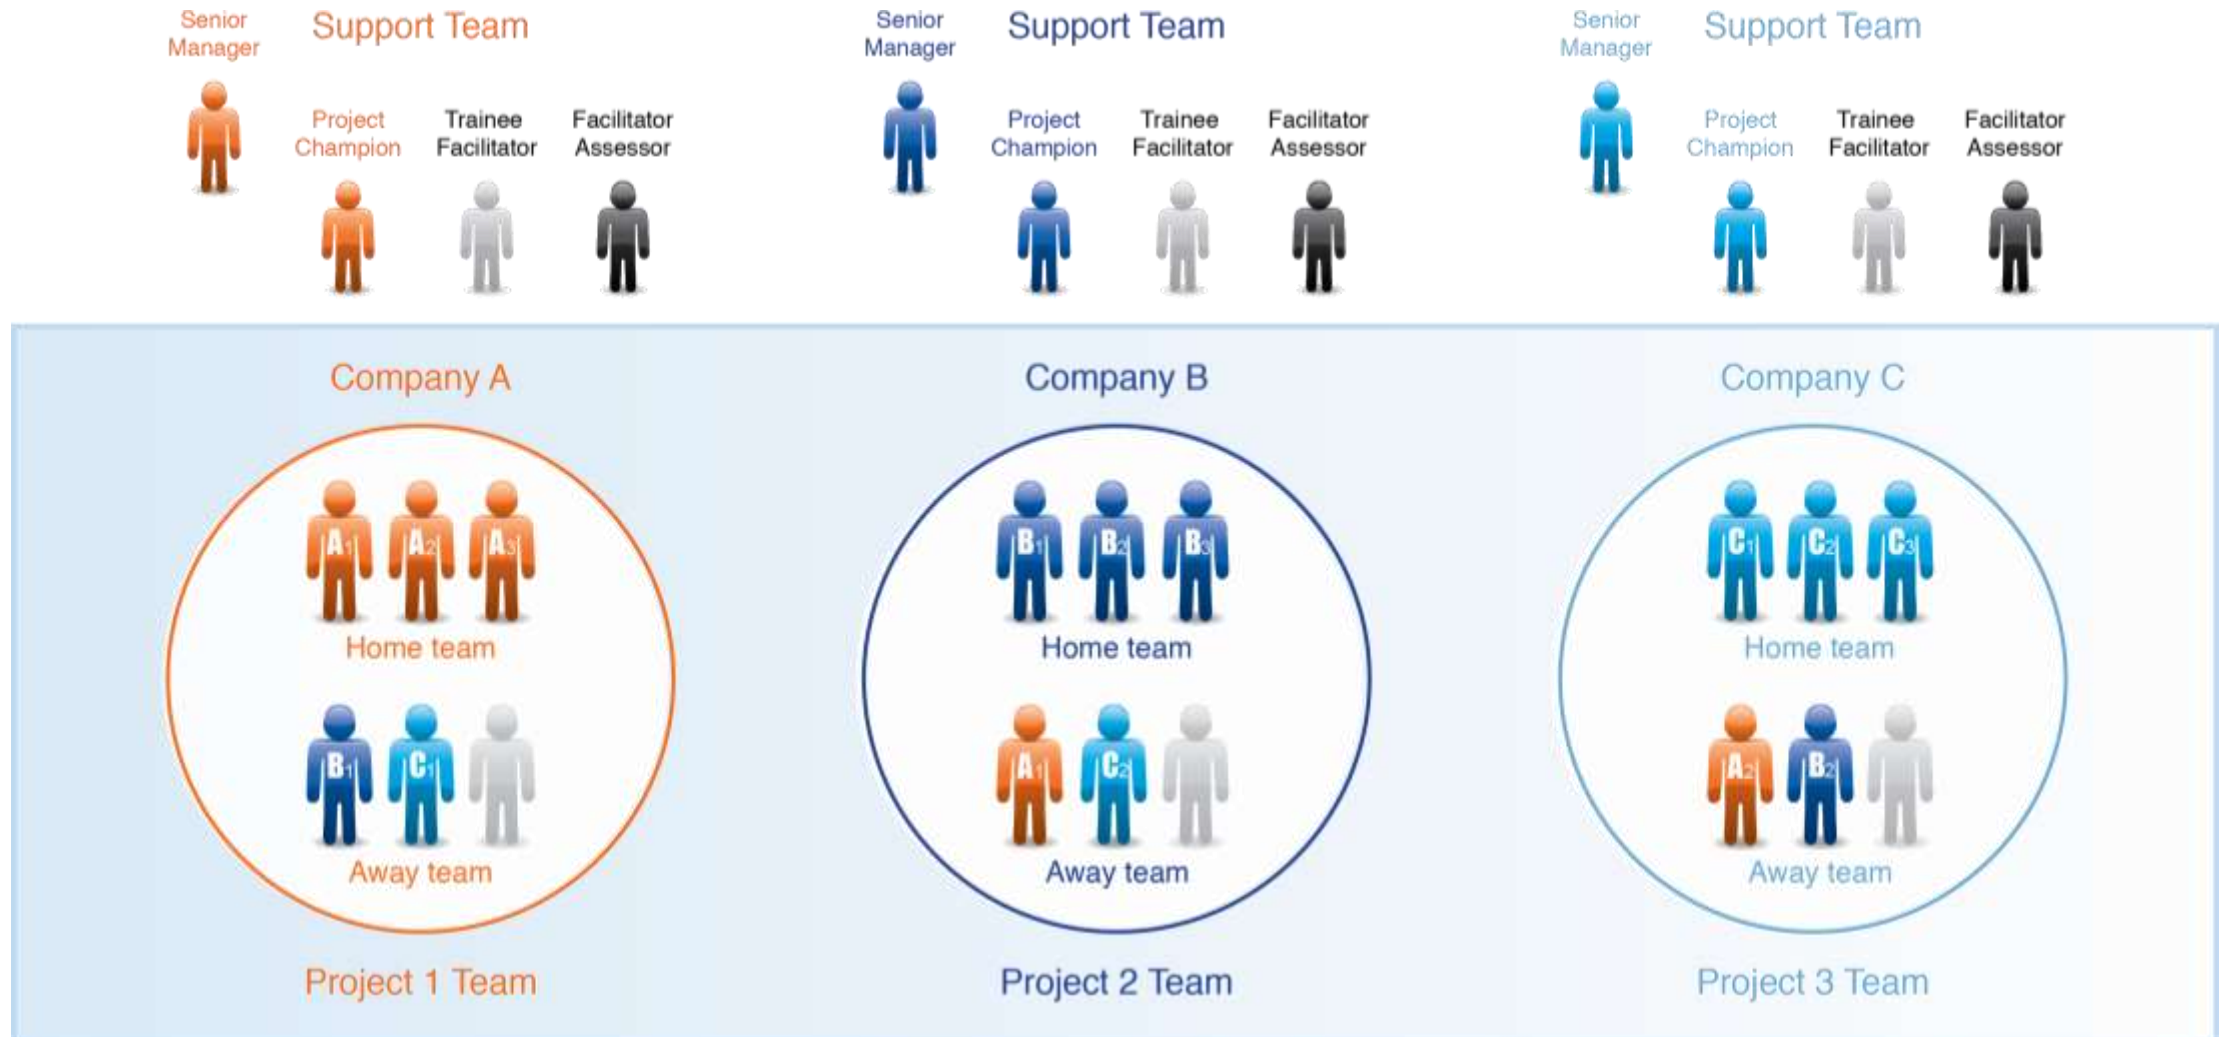 Senior
Manager
Support Team
Project
Champion
Trainee
Facilitator
Facilitator
Assessor
Senior
Manager
Support Team
Project
Champion
Trainee
Facilitator
Facilitator
Assessor
Senior
Manager
Support Team
Project
Champion
Trainee
Facilitator
Facilitator
Assessor
Company A
A1 A2 A3
Home team
B1 C1
Away team
Project 1 Team
Company B
B1 B2 B3
Home team
A1 C2
Away team
Project 2 Team
Company C
C1 C2 C3
Home team
A2 B2
Away team
Project 3 Team